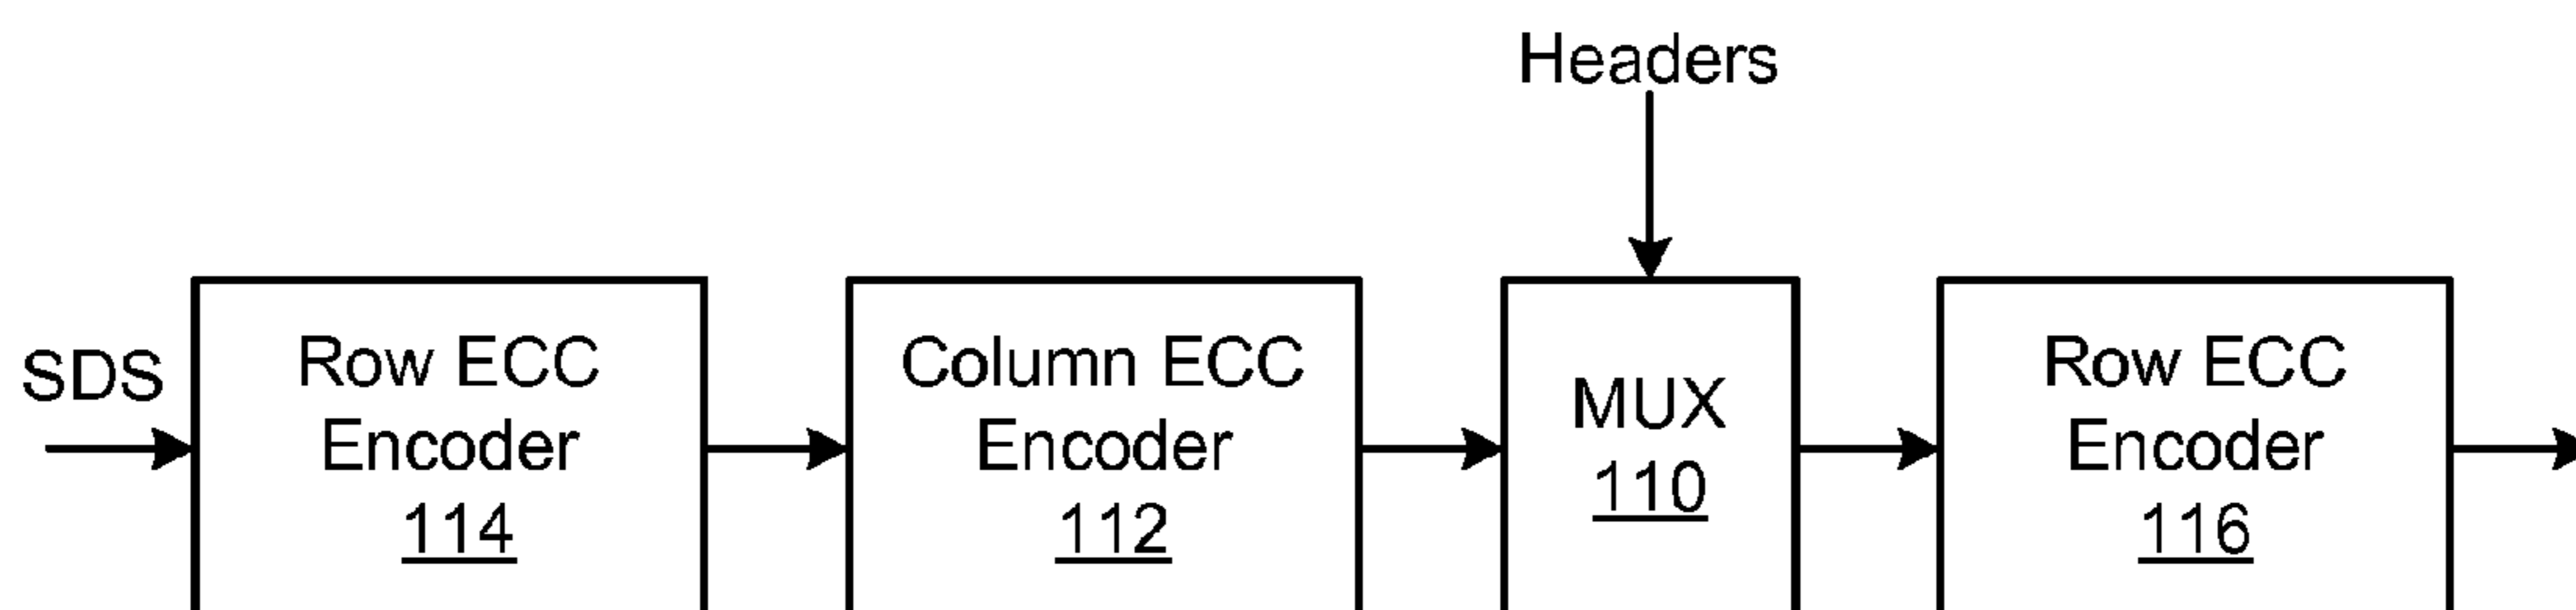 Headers
SDS
Row ECC
Encoder
114
Column ECC
Encoder
112
MUX
110
Row ECC
Encoder
116